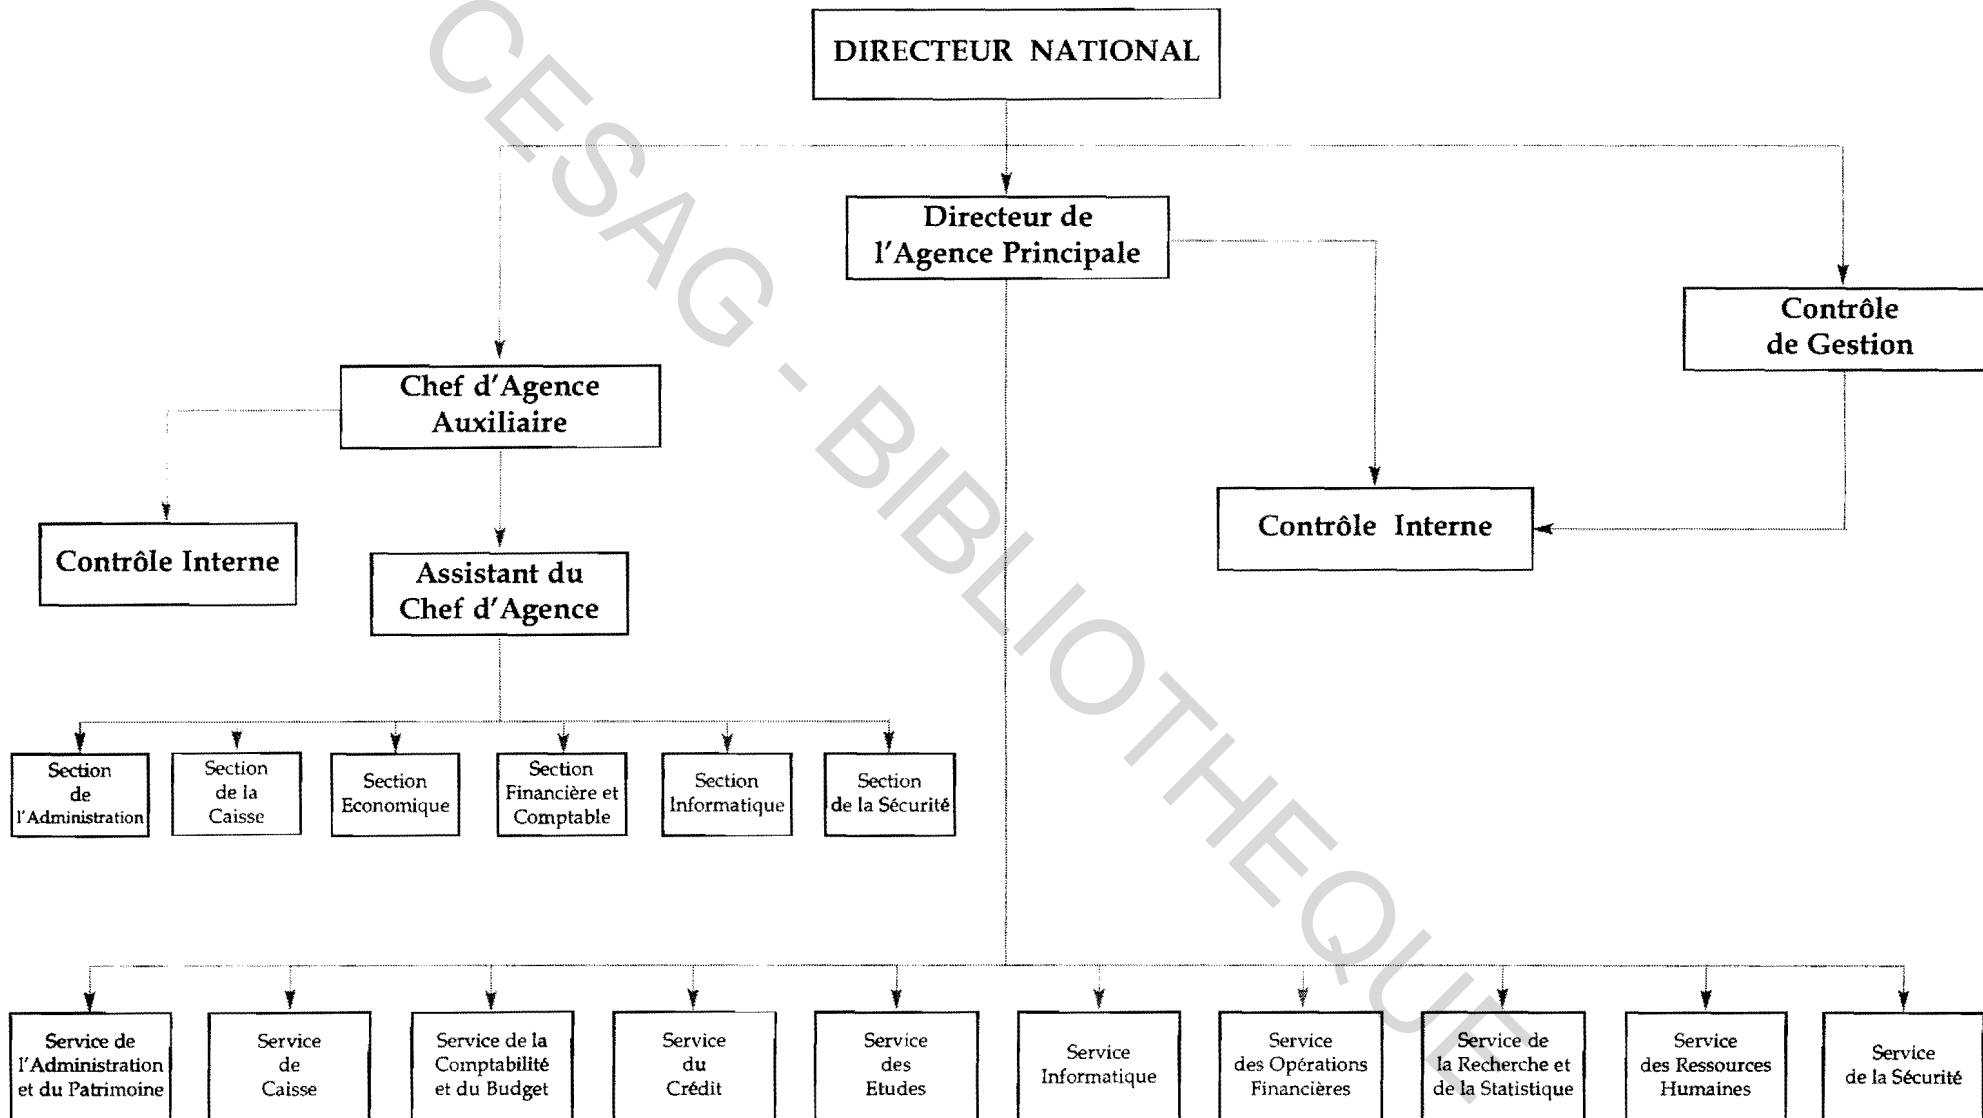 DIRECTEUR NATIONAL
Directeur de
l'Agence Principale
Contrôle
de Gestion
Chef d'Agence
Auxiliaire
Contrôle Interne
Contrôle Interne
Assistant du
Chef d'Agence
Section
de
l'Administration
Section
de la
Caisse
Section
Economique
Section
Financière et
Comptable
Section
Informatique
Section
de la Sécurité
Service de
l'Administration
et du Patrimoine
Service
de
Caisse
Service de la
Comptabilité
et du Budget
Service
du
Crédit
Service
des
Etudes
Service
Informatique
Service
des Opérations
Financières
Service de
la Recherche et
de la Statistique
Service
des Ressources
Humaines
Service
de la Sécurité
CESAG - BIBLIOTHEQUE